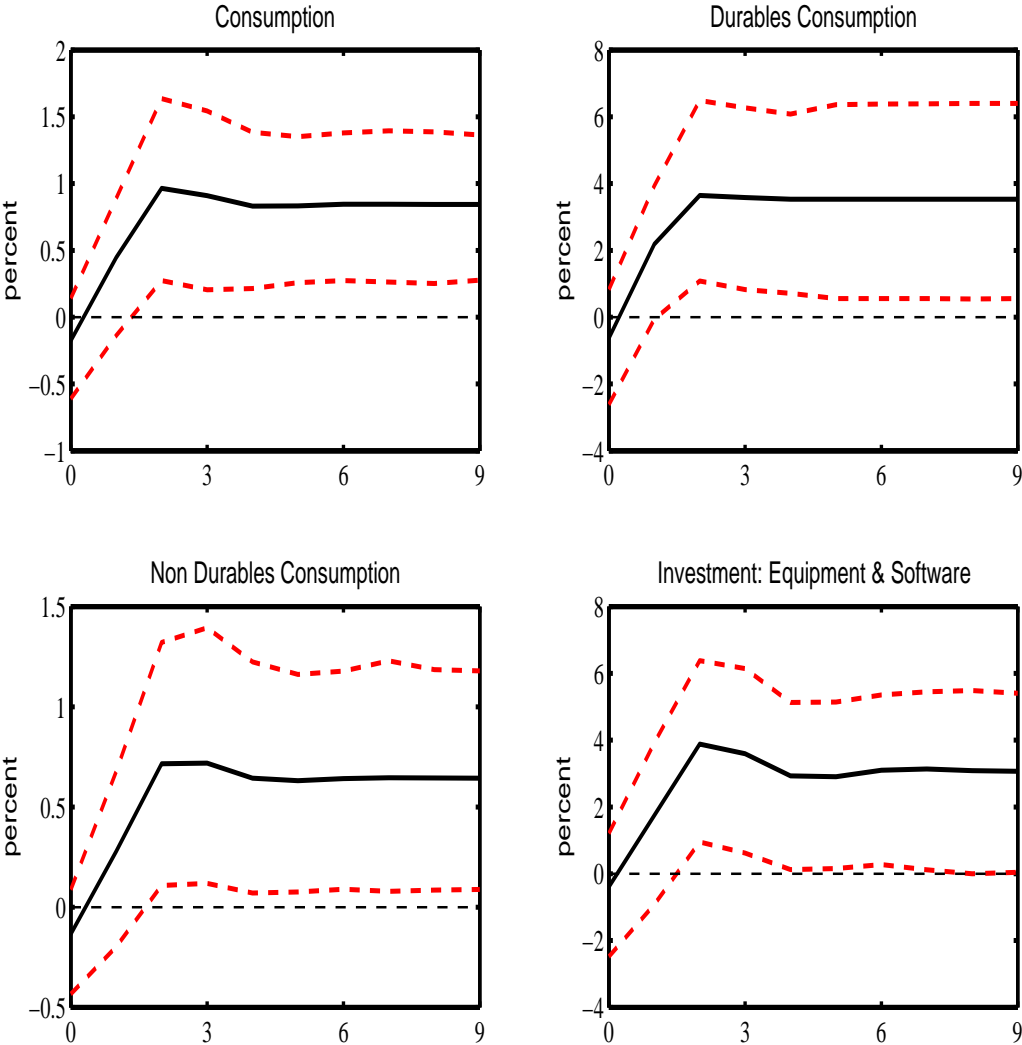 Consumption
Durables Consumption
2
1.5
1
0.5
0
−0.5
−1
percent
0 3 6 9
8
6
4
2
0
−2
−4
percent
0 3 6 9
Non Durables Consumption
Investment: Equipment & Software
1.5
1
0.5
0
−0.5
percent
0 3 6 9
8
6
4
2
0
−2
−4
percent
0 3 6 9